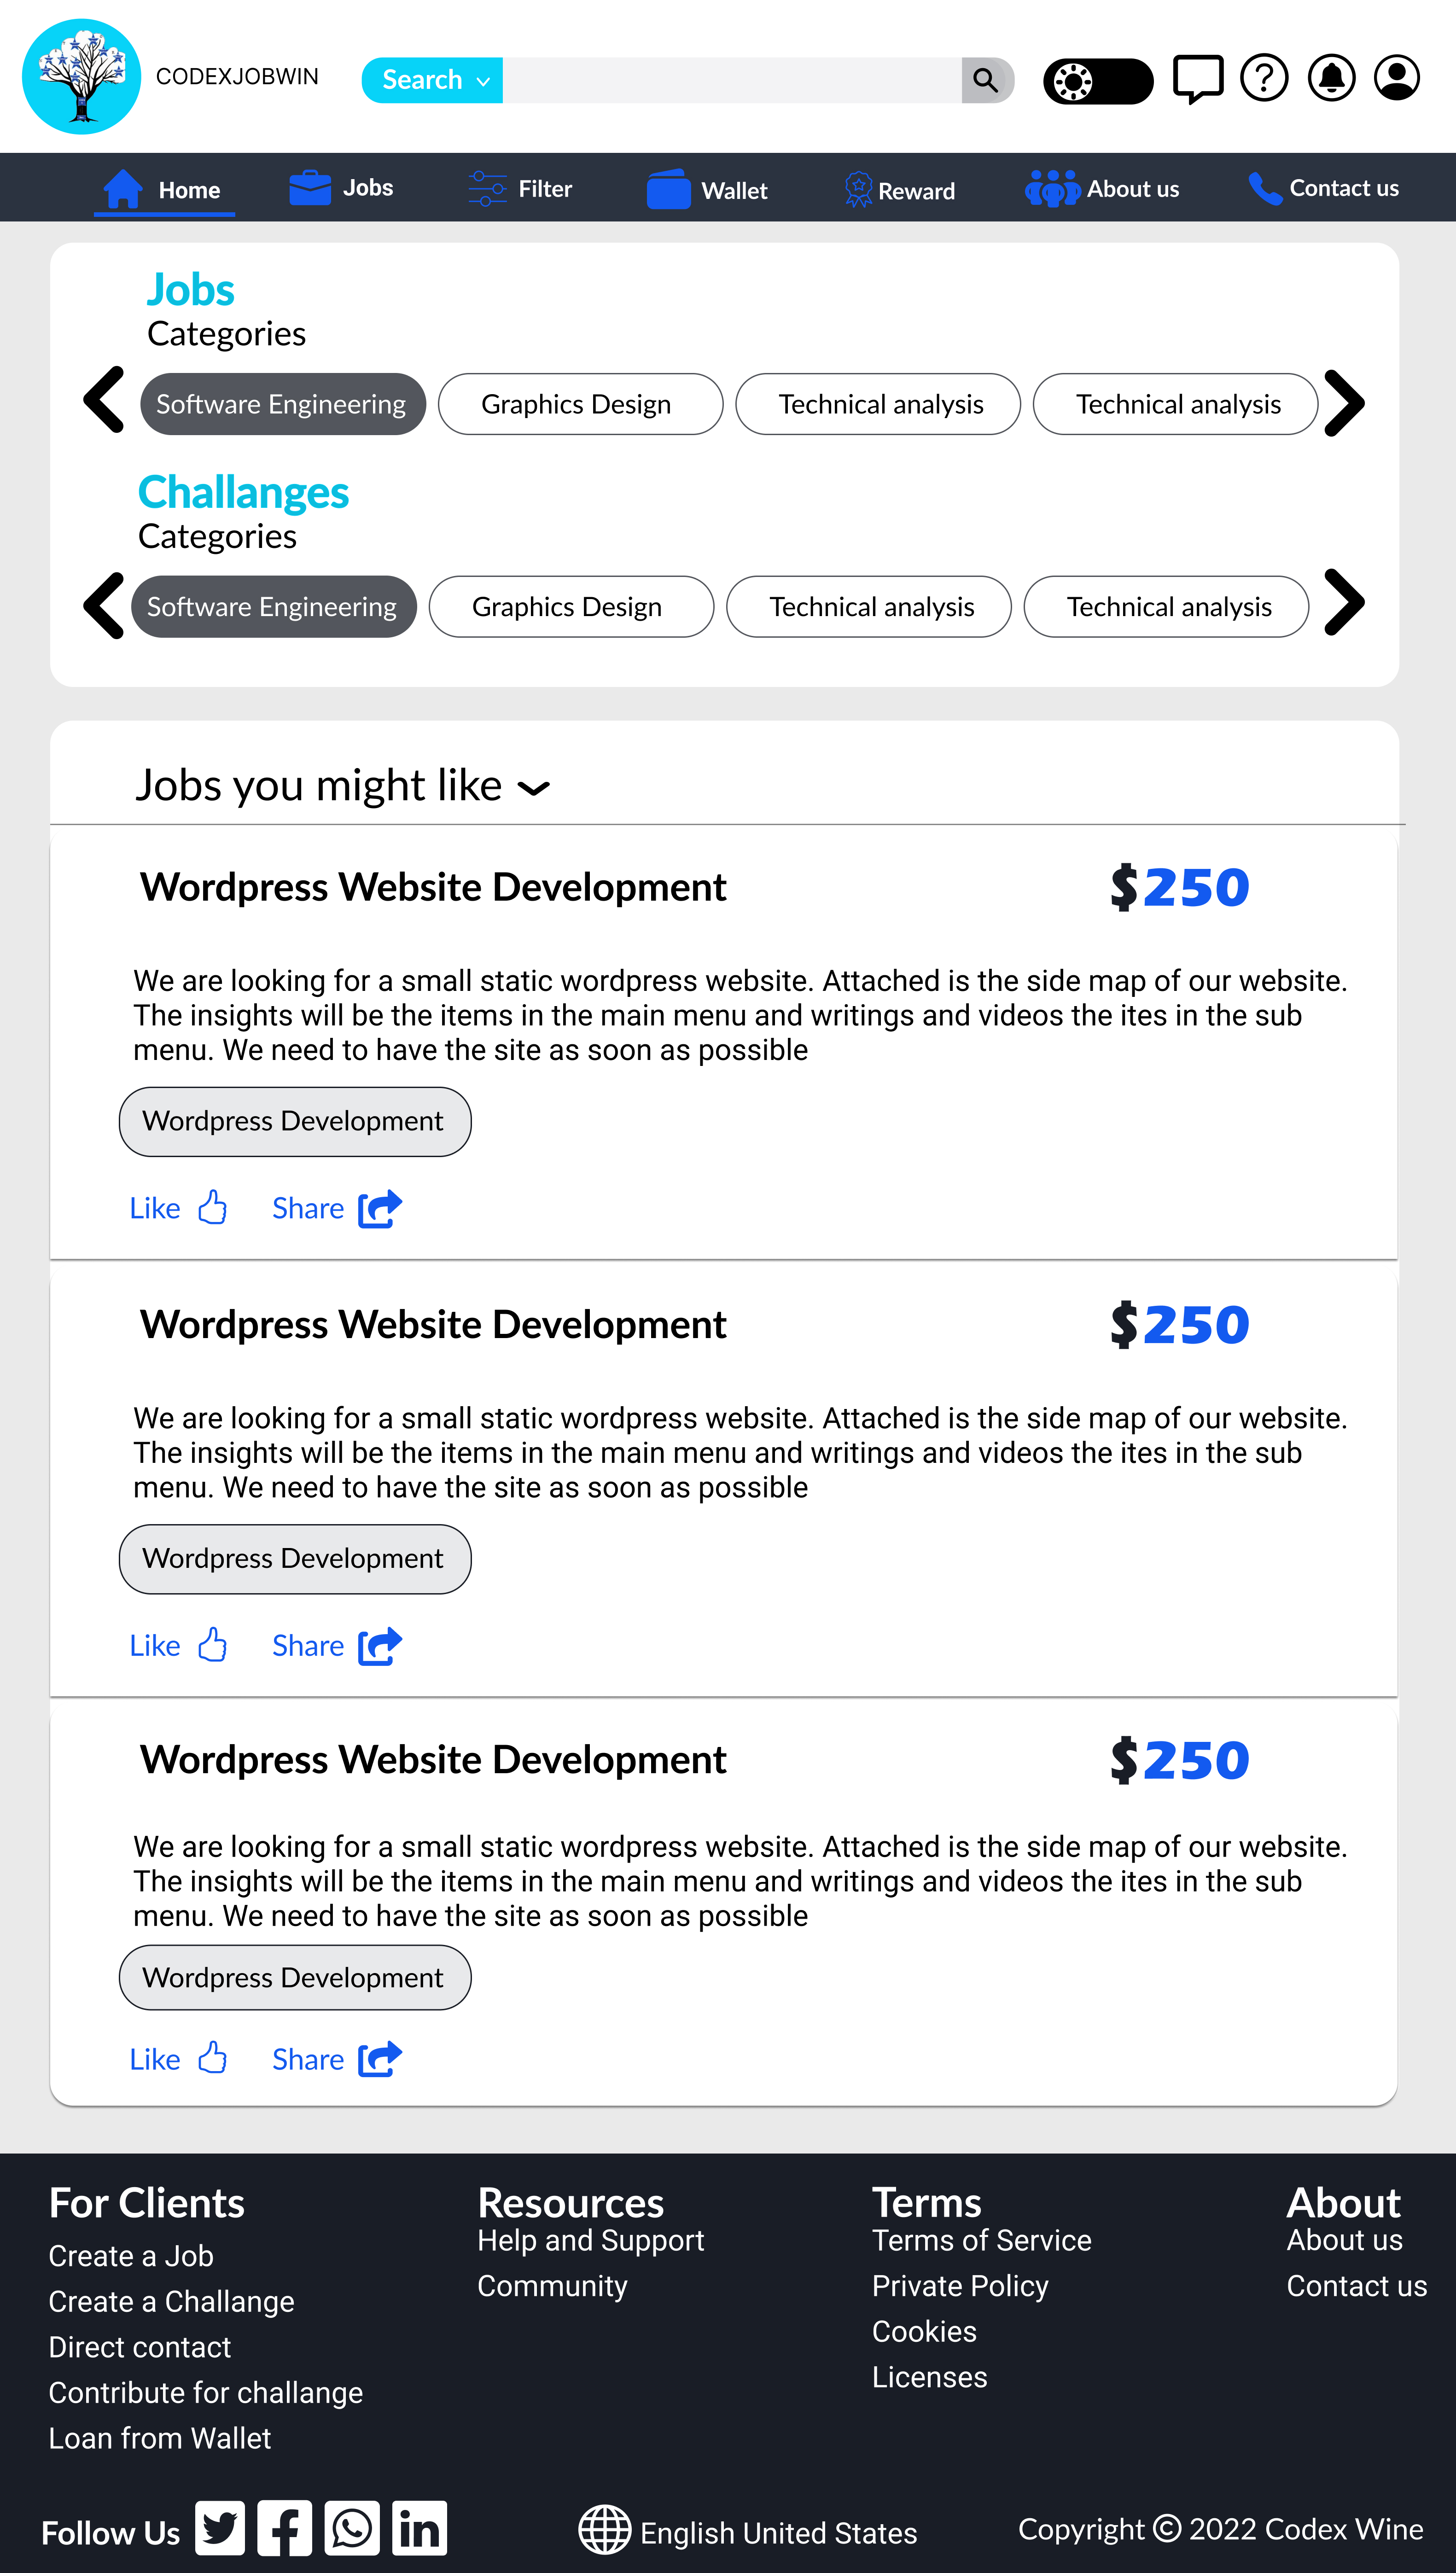 CODEXJOBWIN
Search
Home
Jobs
Filter
Wallet
Reward
About us
Contact us
Jobs
Categories
Software Engineering
Graphics Design
Technical analysis
Technical analysis
Challanges
Categories
Software Engineering
Graphics Design
Technical analysis
Technical analysis
Jobs you might like
Wordpress Website Development
$250
We are looking for a small static wordpress website. Attached is the side map of our website.
The insights will be the items in the main menu and writings and videos the ites in the sub
menu. We need to have the site as soon as possible
Wordpress Development
Like
Share
Wordpress Website Development
$250
We are looking for a small static wordpress website. Attached is the side map of our website.
The insights will be the items in the main menu and writings and videos the ites in the sub
menu. We need to have the site as soon as possible
Wordpress Development
Like
Share
Wordpress Website Development
$250
We are looking for a small static wordpress website. Attached is the side map of our website.
The insights will be the items in the main menu and writings and videos the ites in the sub
menu. We need to have the site as soon as possible
Wordpress Development
Like
Share
For Clients
Create a Job
Create a Challange
Direct contact
Contribute for challange
Loan from Wallet
Resources
Help and Support
Community
Terms
Terms of Service
Private Policy
Cookies
Licenses
About
About us
Contact us
Follow Us
English United States
Copyright © 2022 Codex Wine